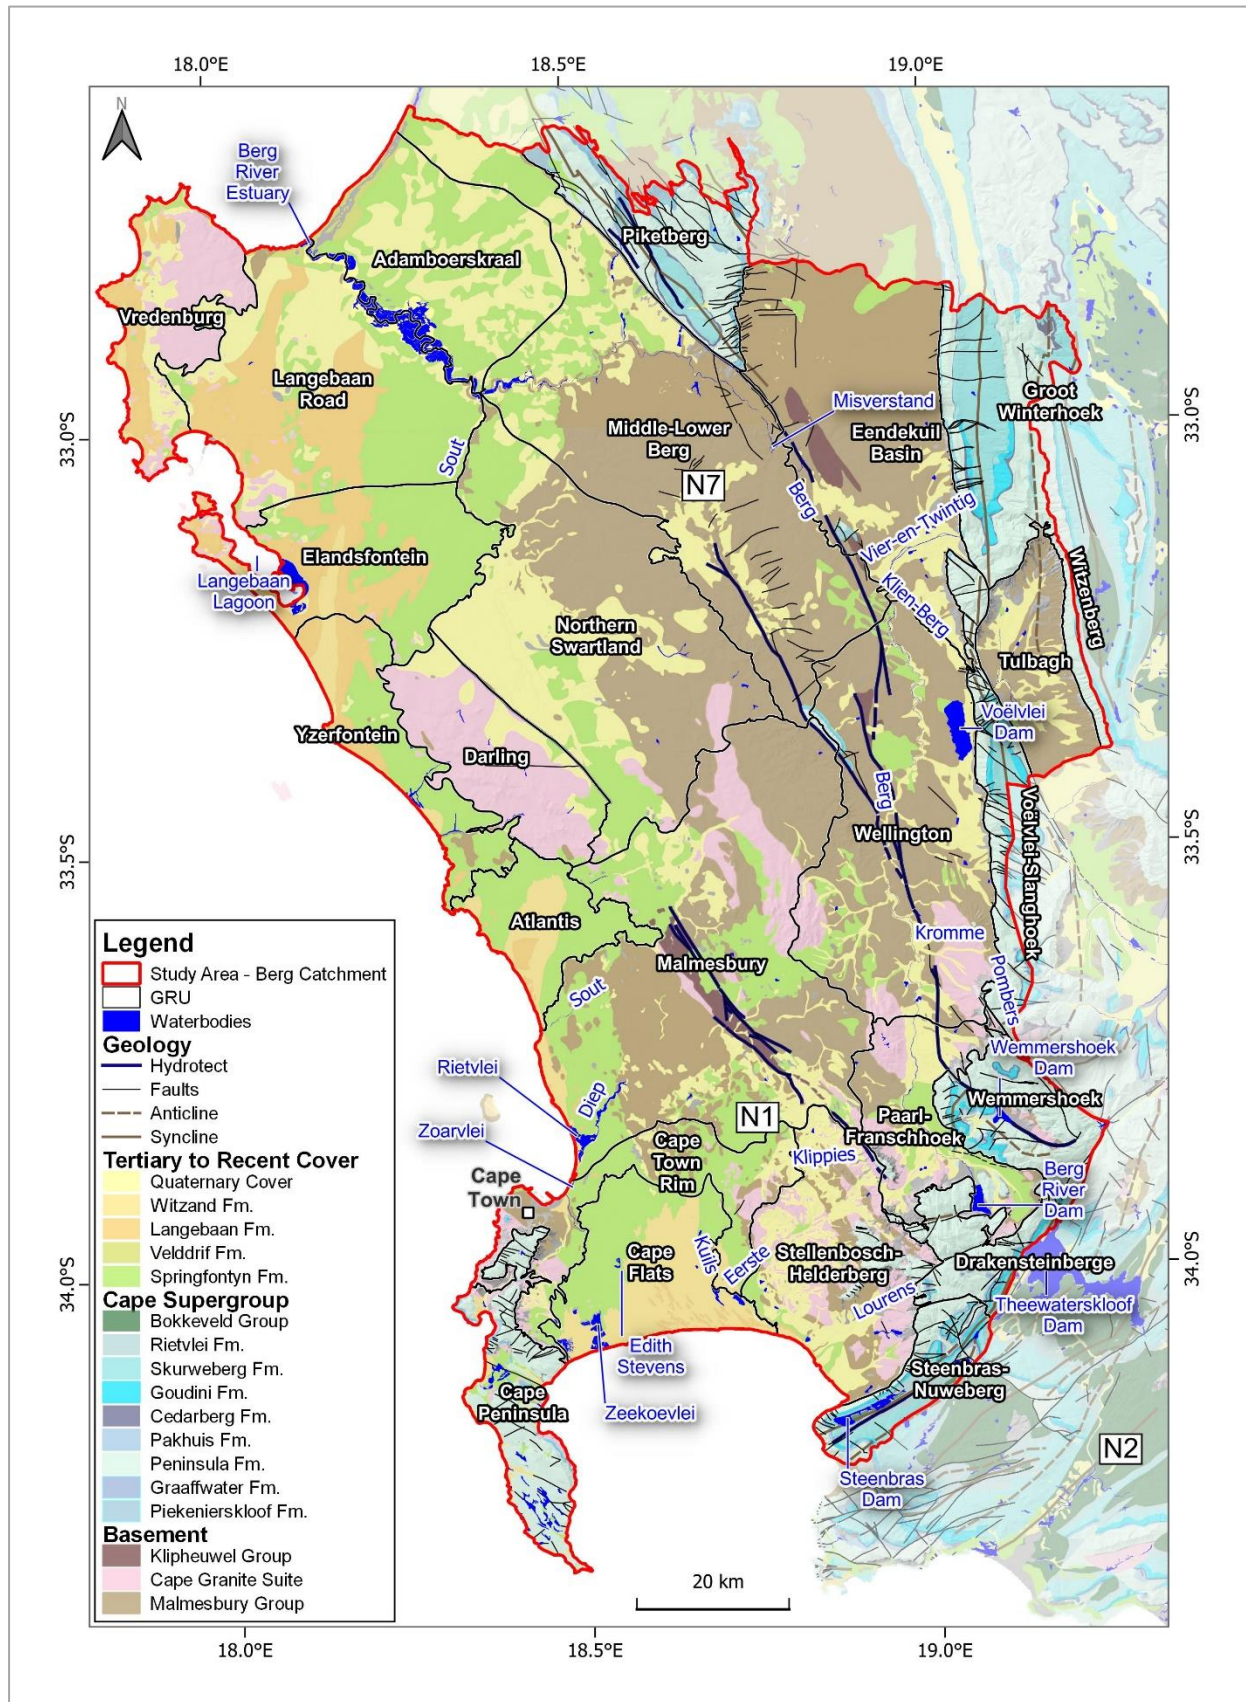 18.0°E
18.5°E
19.0°E
N
Berg
River
Estuary
Piketberg
Adamboerskraal
Vredenburg
Langebaan
Road
Groot
Winterhoek
Misverstand
33.0°S
33.0°S
Middle-Lower
Berg
Eendekuil
Basin
Sout
N7
Berg
Vier-en-Twintig
Elandsfontein
Langebaan
Lagoon
Klien-Berg
Witzenberg
Northern
Swartland
Tulbagh
Yzerfontein
Darling
Voëlvlei
Dam
Berg
Wellington
33.5°S
33.5°S
Voëlvlei-Slanghoek
Atlantis
Kromme
Malmesbury
Pombers
Sout
Wemmershoek
Dam
Rietvlei
Diep
Wemmershoek
Zoarvlei
N1
Paarl-
Franschhoek
Cape
Town
Rim
Klippies
Cape
Town
Berg
River
Dam
Cape
Flats
Kuils
Eerste
Stellenbosch-
Helderberg
Drakensteinberge
34.0°S
34.0°S
Lourens
Theewaterskloof
Dam
Edith
Stevens
Steenbras-
Nuweberg
Cape
Peninsula
Zeekoevlei
N2
Steenbras
Dam
Legend
Study Area - Berg Catchment
GRU
Waterbodies
Geology
Hydrotect
Faults
Anticline
Syncline
Tertiary to Recent Cover
Quaternary Cover
Witzand Fm.
Langebaan Fm.
Velddrif Fm.
Springfontyn Fm.
Cape Supergroup
Bokkeveld Group
Rietvlei Fm.
Skurweberg Fm.
Goudini Fm.
Cedarberg Fm.
Pakhuis Fm.
Peninsula Fm.
Graaffwater Fm.
Piekenierskloof Fm.
Basement
Klipheuwel Group
Cape Granite Suite
Malmesbury Group
20 km
18.0°E
18.5°E
19.0°E